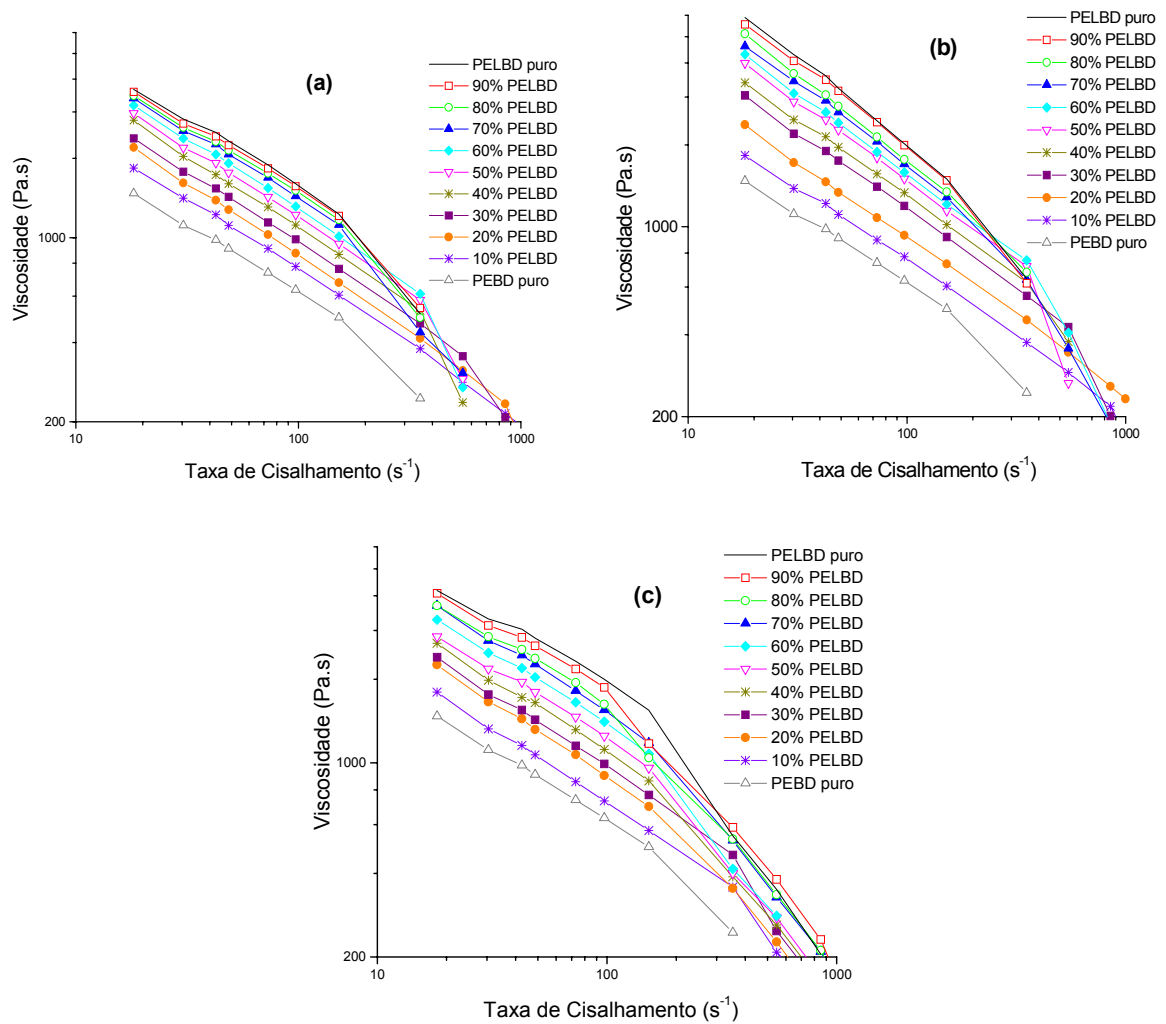 (a)
PELBD puro
90% PELBD
80% PELBD
70% PELBD
60% PELBD
50% PELBD
40% PELBD
30% PELBD
20% PELBD
10% PELBD
PEBD puro
Viscosidade (Pa.s)
1000
200
10
100
1000
Taxa de Cisalhamento (s-1)
(b)
PELBD puro
90% PELBD
80% PELBD
70% PELBD
60% PELBD
50% PELBD
40% PELBD
30% PELBD
20% PELBD
10% PELBD
PEBD puro
Viscosidade (Pa.s)
1000
200
10
100
1000
Taxa de Cisalhamento (s-1)
(c)
PELBD puro
90% PELBD
80% PELBD
70% PELBD
60% PELBD
50% PELBD
40% PELBD
30% PELBD
20% PELBD
10% PELBD
PEBD puro
Viscosidade (Pa.s)
1000
200
10
100
1000
Taxa de Cisalhamento (s-1)